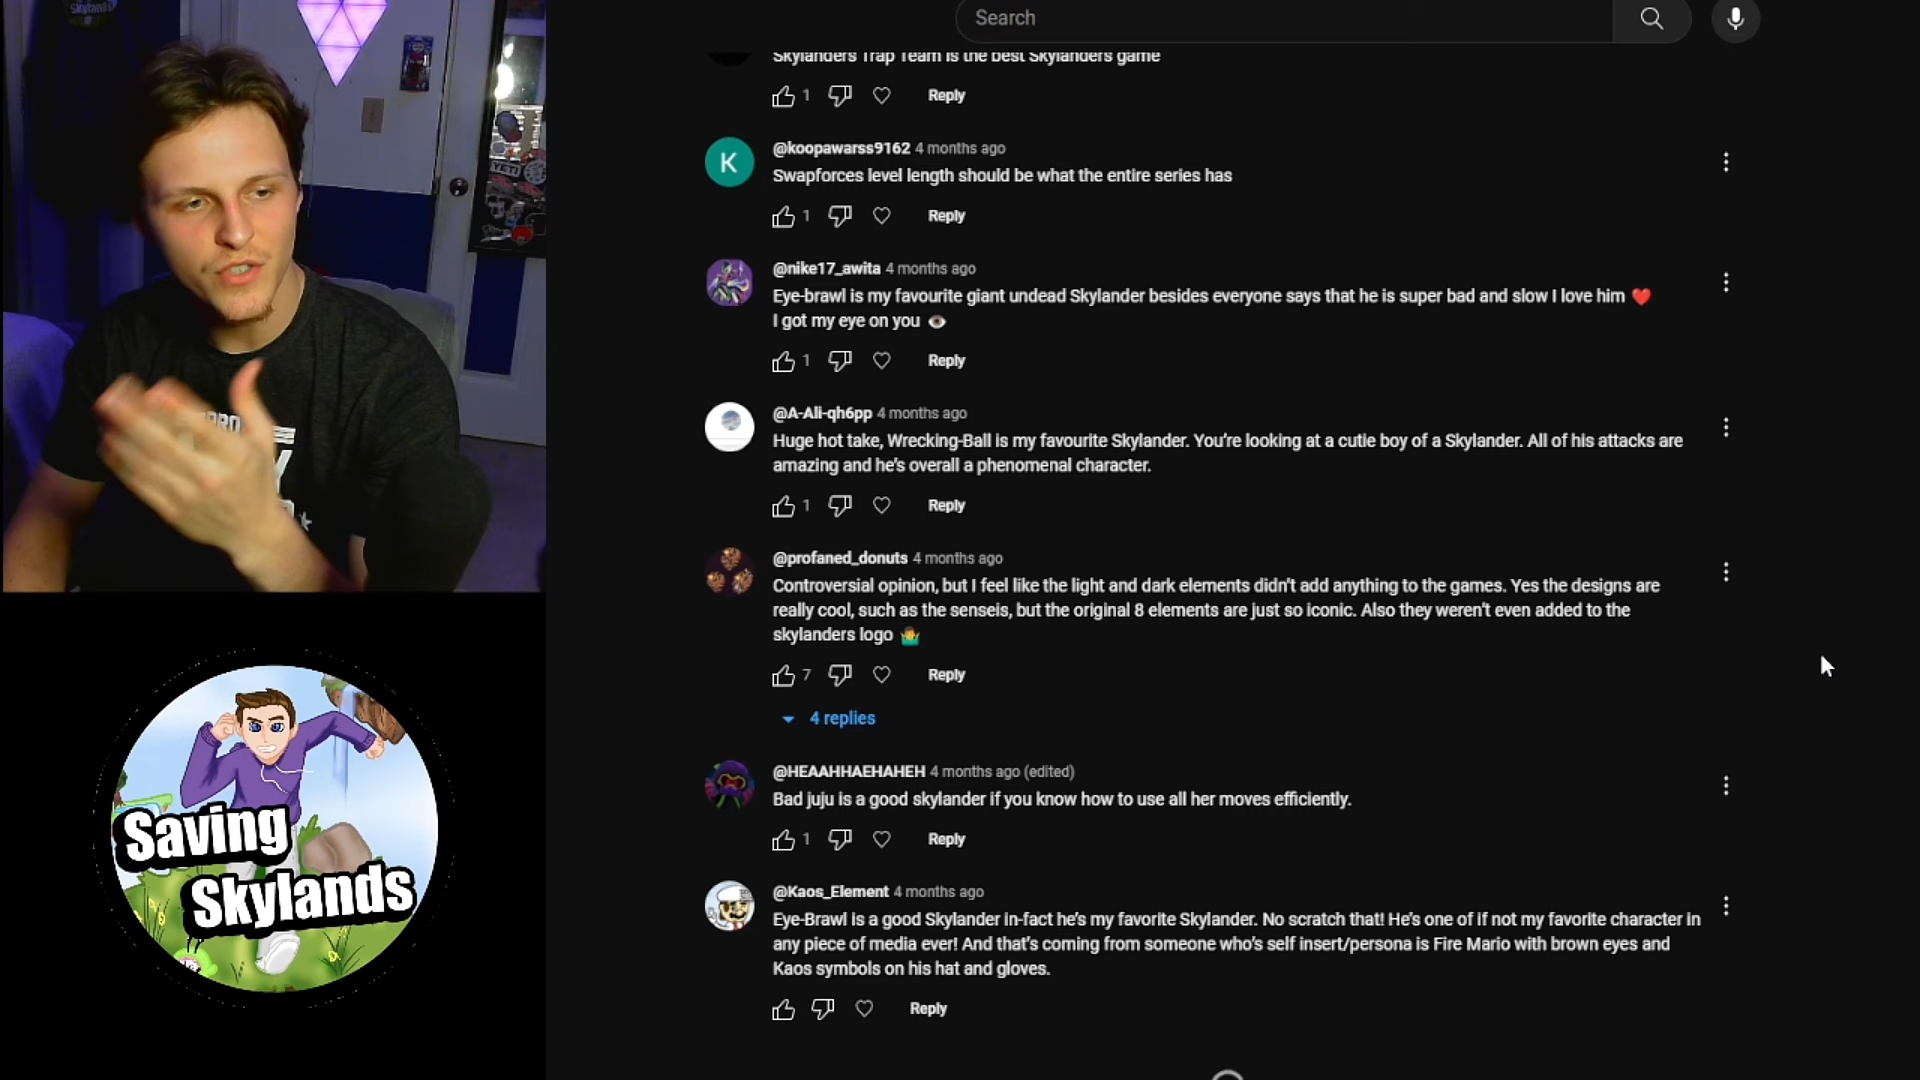 Search
Skylanders Trap Team is the best Skylanders game
1 Reply
K
@koopawarss9162 4 months ago
Swapforces level length should be what the entire series has
1 Reply
@nike17_awita 4 months ago
Eye-brawl is my favourite giant undead Skylander besides everyone says that he is super bad and slow I love him ❤️
I got my eye on you 👁️
1 Reply
@A-Ali-qh6pp 4 months ago
Huge hot take, Wrecking-Ball is my favourite Skylander. You're looking at a cutie boy of a Skylander. All of his attacks are
amazing and he's overall a phenomenal character.
1 Reply
@profaned_donuts 4 months ago
Controversial opinion, but I feel like the light and dark elements didn't add anything to the games. Yes the designs are
really cool, such as the senseis, but the original 8 elements are just so iconic. Also they weren't even added to the
skylanders logo 🤷‍♂️
7 Reply
4 replies
@HEAAHHAEHAHEH 4 months ago (edited)
Bad juju is a good skylander if you know how to use all her moves efficiently.
1 Reply
@Kaos_Element 4 months ago
Eye-Brawl is a good Skylander in-fact he's my favorite Skylander. No scratch that! He's one of if not my favorite character in
any piece of media ever! And that's coming from someone who's self insert/persona is Fire Mario with brown eyes and
Kaos symbols on his hat and gloves.
Reply
YETI
Saving
Skylands